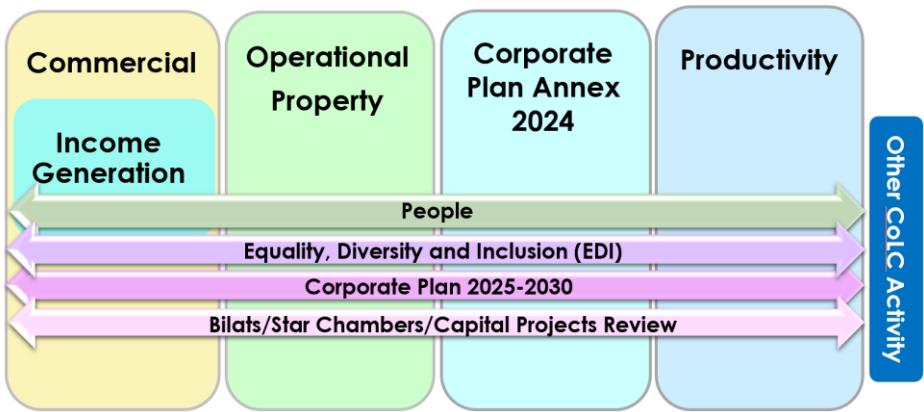 Commercial
Income
Generation
Operational
Property
Corporate
Plan Annex
2024
Productivity
People
Equality, Diversity and Inclusion (EDI)
Corporate Plan 2025-2030
Bilats/Star Chambers/Capital Projects Review
Other CoLC Activity